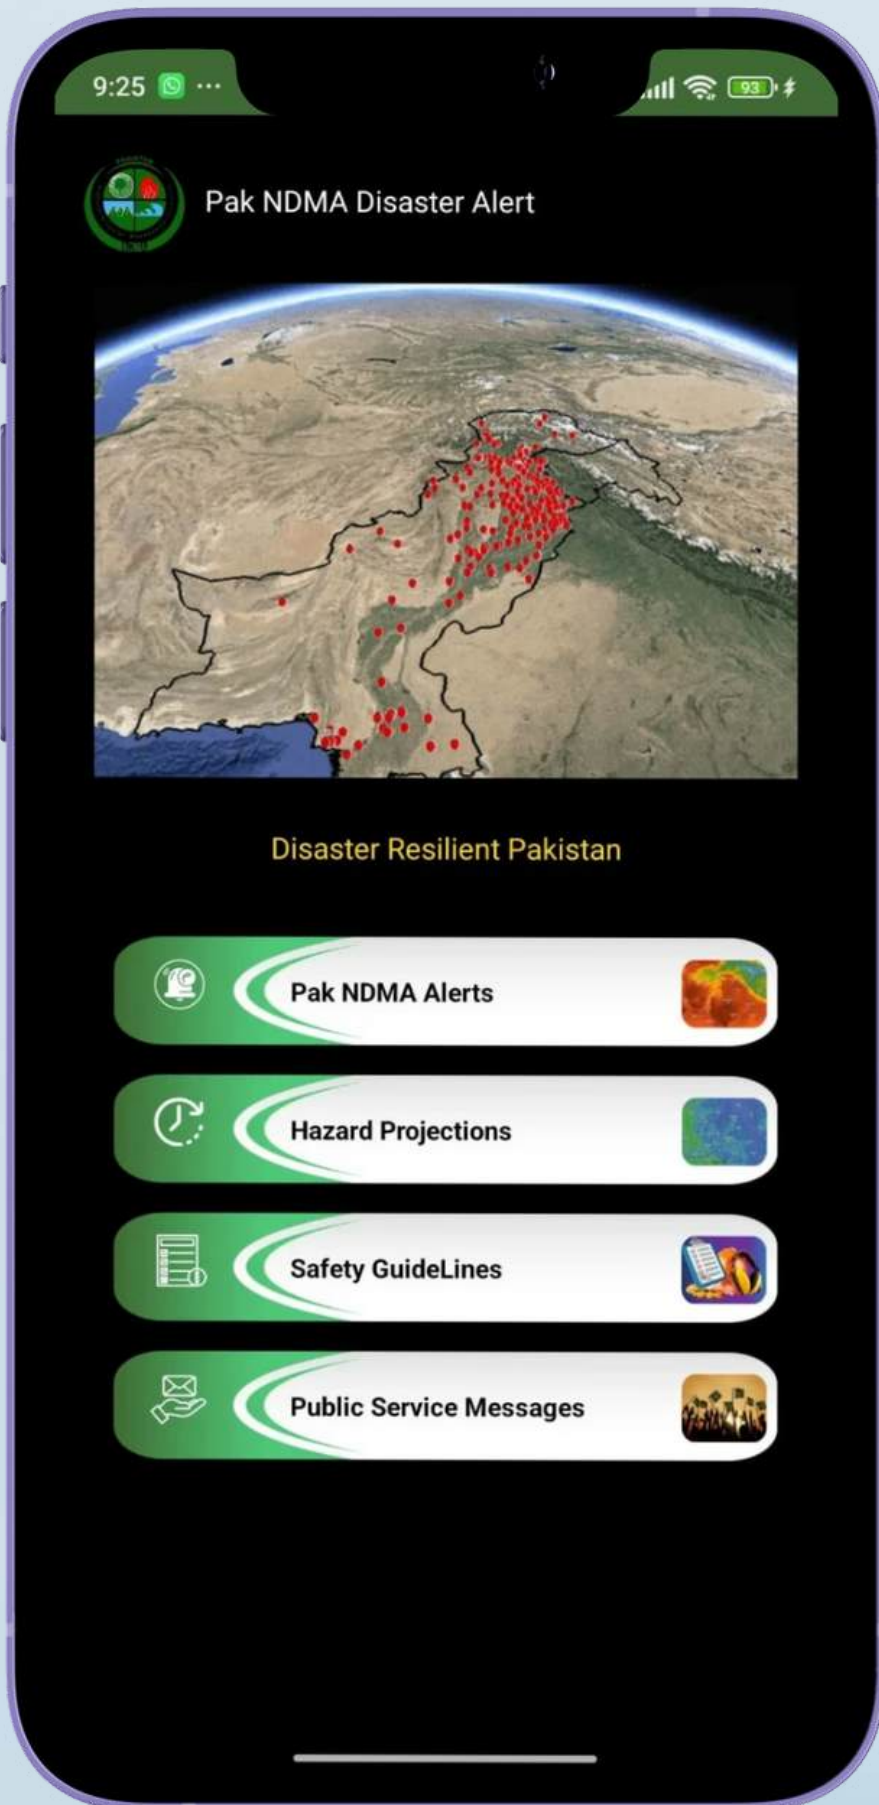 9:25
93
Pak NDMA Disaster Alert
Disaster Resilient Pakistan
Pak NDMA Alerts
Hazard Projections
Safety GuideLines
Public Service Messages